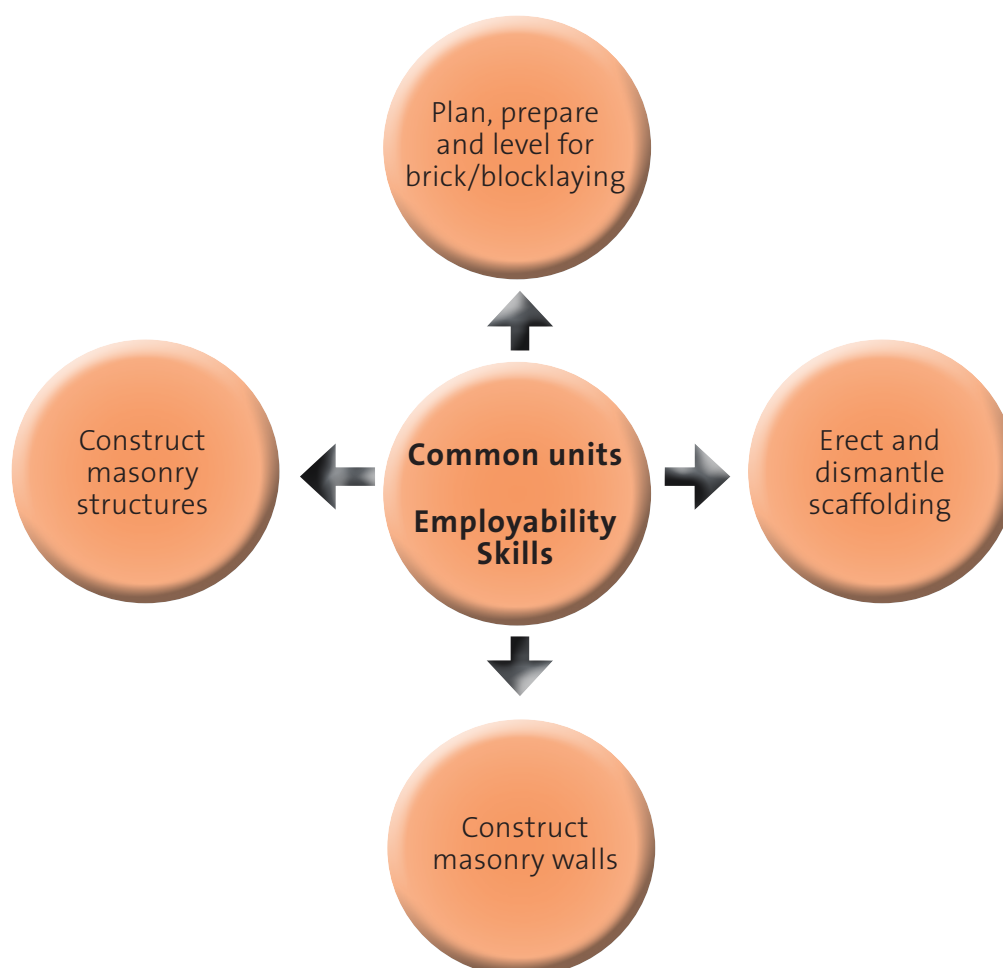 Plan, prepare
and level for
brick/blocklaying
Construct
masonry
structures
Common units
Employability
Skills
Erect and
dismantle
scaffolding
Construct
masonry walls